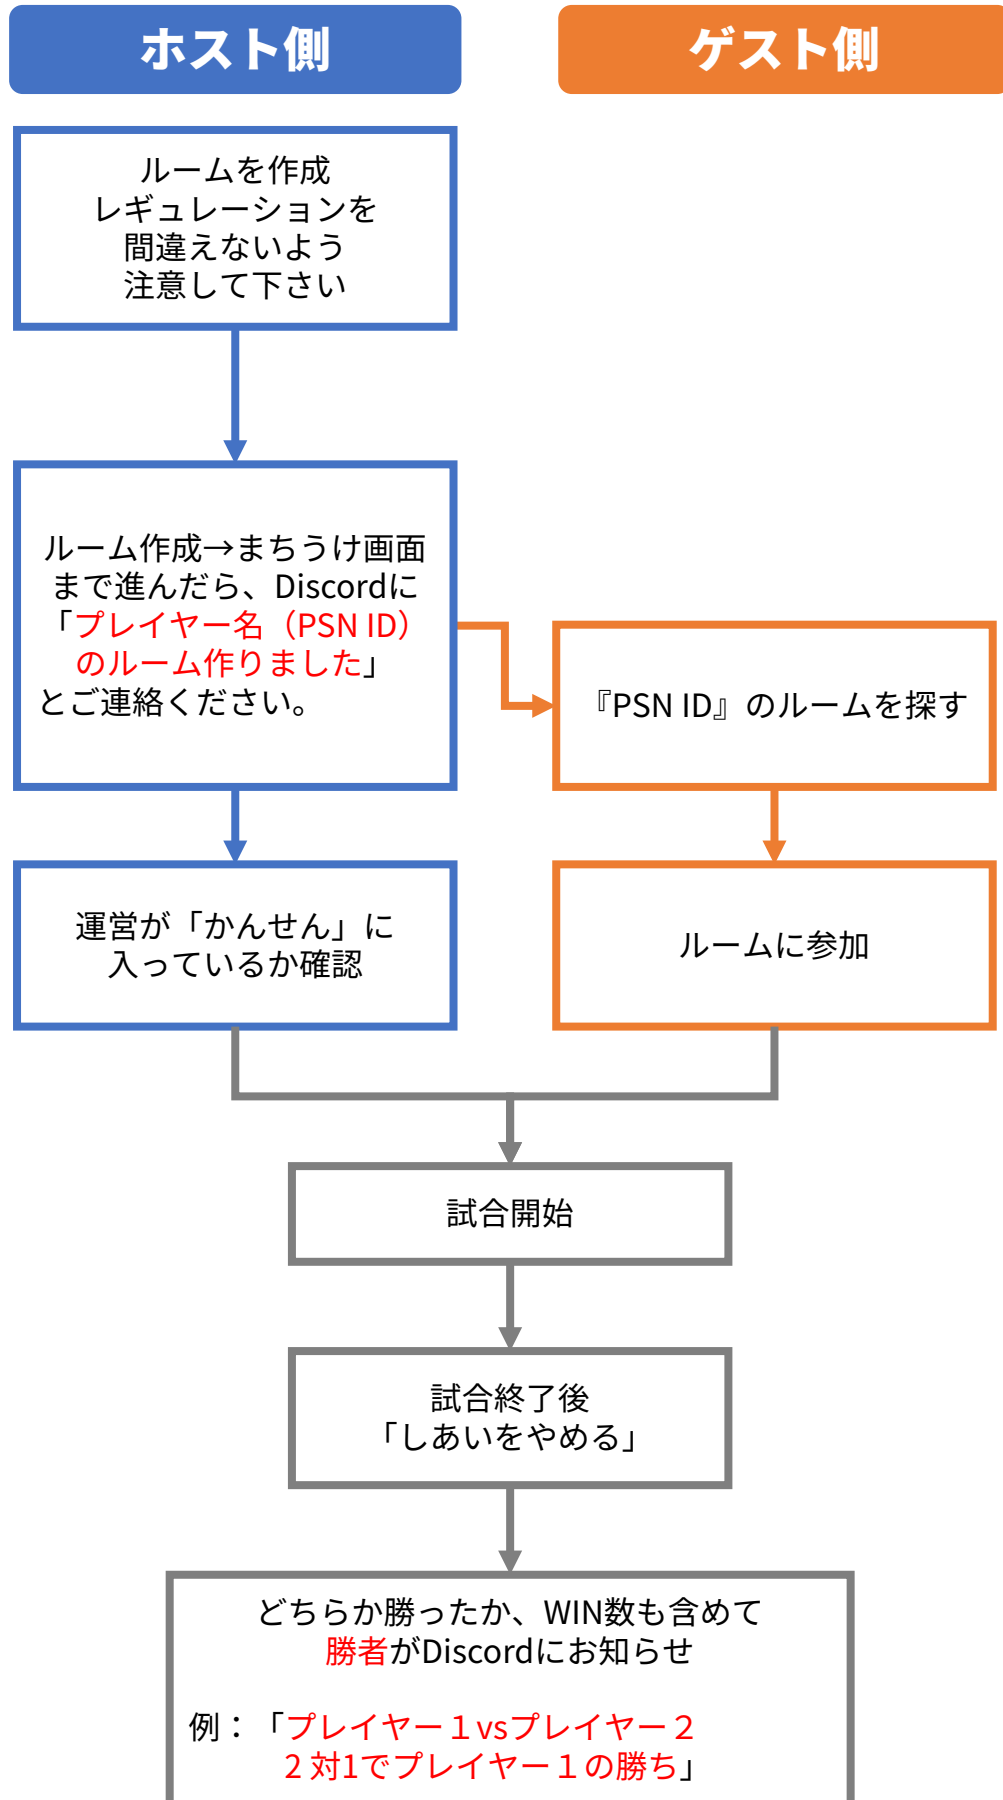 ホスト側
ゲスト側
ルームを作成
レギュレーションを
間違えないよう
注意して下さい
ルーム作成→まちうけ画面
まで進んだら、Discordに
「プレイヤー名（PSN ID）
のルーム作りました」
とご連絡ください。
『PSN ID』のルームを探す
運営が「かんせん」に
入っているか確認
ルームに参加
試合開始
試合終了後
「しあいをやめる」
どちらか勝ったか、WIN数も含めて
勝者がDiscordにお知らせ
例：「プレイヤー１vsプレイヤー２
２対1でプレイヤー１の勝ち」